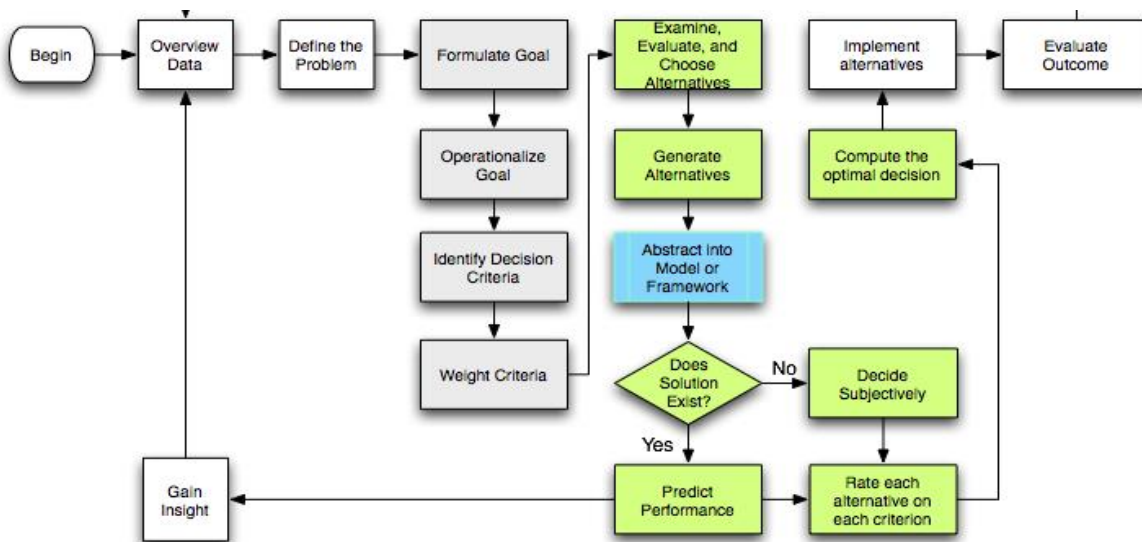 Begin
Overview
Data
Define the
Problem
Formulate Goal
Operationalize
Goal
Identify Decision
Criteria
Weight Criteria
Examine,
Evaluate, and
Choose
Alternatives
Generate
Alternatives
Abstract into
Model or
Framework
Does
Solution
Exist?
No
Yes
Decide
Subjectively
Predict
Performance
Rate each
alternative on
each criterion
Gain
Insight
Compute the
optimal decision
Implement
alternatives
Evaluate
Outcome